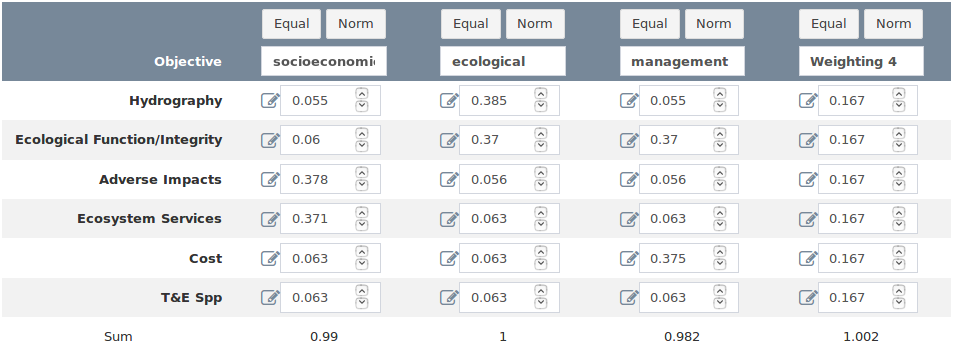 Equal Norm Equal Norm Equal Norm Equal Norm
Objective socioeconomi ecological management Weighting 4
Hydrography 0.055 0.385 0.055 0.167
Ecological Function/Integrity 0.06 0.37 0.37 0.167
Adverse Impacts 0.378 0.056 0.056 0.167
Ecosystem Services 0.371 0.063 0.063 0.167
Cost 0.063 0.063 0.375 0.167
T&E Spp 0.063 0.063 0.063 0.167
Sum 0.99 1 0.982 1.002